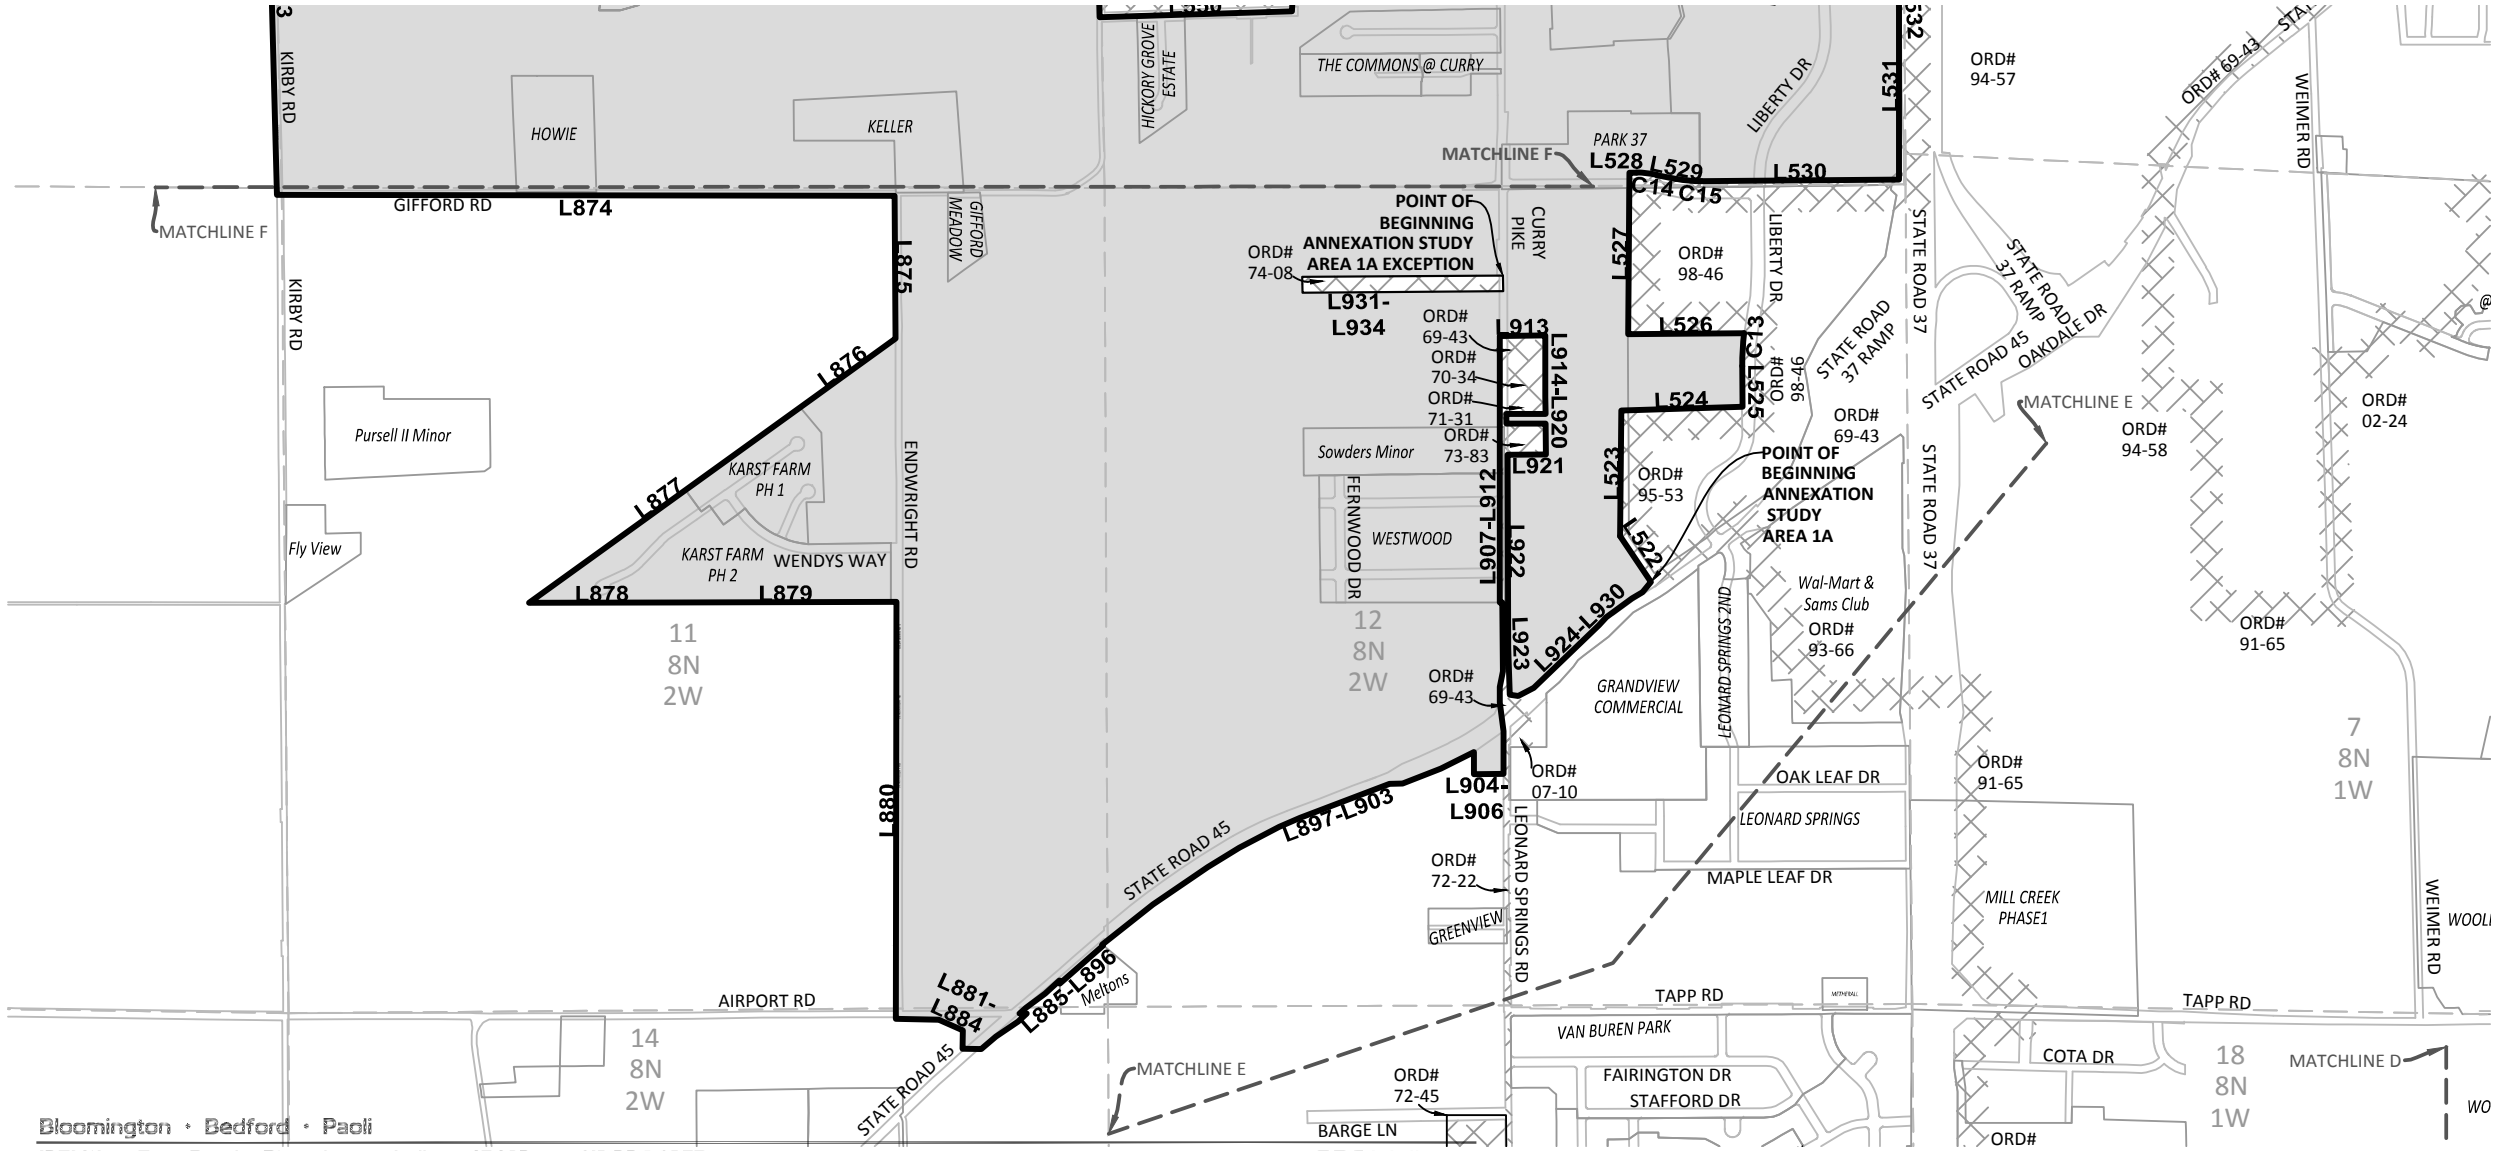 3
L550
L532
KIRBY RD
HICKORY GROVE
ESTATE
THE COMMONS @ CURRY
LIBERTY DR
L531
ORD#
94-57
ORD# 69-43
WEIMER RD
HOWIE
KELLER
PARK 37
MATCHLINE F
L528
L529
L530
C14
C15
GIFFORD RD
L874
MATCHLINE F
GIFFORD
MEADOW
L875
POINT OF
BEGINNING
ANNEXATION STUDY
AREA 1A EXCEPTION
CURRY
PIKE
L527
ORD#
98-46
LIBERTY DR
STATE ROAD 37
STATE ROAD
37 RAMP
ORD#
74-08
L931-
L934
KIRBY RD
ORD#
69-43
L913
L526
C13
STATE ROAD
37 RAMP
STATE ROAD 45
OAKDALE DR
@
ORD#
70-34
L914-L920
L876
ORD#
98-46
L525
L524
ORD#
71-31
ORD#
69-43
MATCHLINE E
ORD#
94-58
ORD#
02-24
Pursell II Minor
ORD#
73-83
Sowders Minor
L921
L523
ORD#
95-53
POINT OF
BEGINNING
ANNEXATION
STUDY
AREA 1A
STATE ROAD 37
KARST FARM
PH 1
L877
ENDWRIGHT RD
FERNWOOD DR
WESTWOOD
L907-L912
L922
L522
Fly View
KARST FARM
PH 2
WENDYS WAY
L878
L879
Wal-Mart &
Sams Club
ORD#
93-66
LEONARD SPRINGS 2ND
L924-L930
L923
ORD#
91-65
11
8N
2W
12
8N
2W
ORD#
69-43
GRANDVIEW
COMMERCIAL
7
8N
1W
ORD#
07-10
L904-
L906
OAK LEAF DR
ORD#
91-65
L880
L897-L903
LEONARD SPRINGS
STATE ROAD 45
ORD#
72-22
LEONARD SPRINGS RD
MAPLE LEAF DR
MILL CREEK
PHASE1
WEIMER RD
GREENVIEW
L881-
L884
L885-L896
Meltons
AIRPORT RD
TAPP RD
TAPP RD
METHERALL
14
8N
2W
STATE ROAD 45
VAN BUREN PARK
MATCHLINE E
ORD#
72-45
FAIRINGTON DR
STAFFORD DR
COTA DR
18
8N
1W
MATCHLINE D
Bloomington • Bedford • Paoli
BARGE LN
ORD#